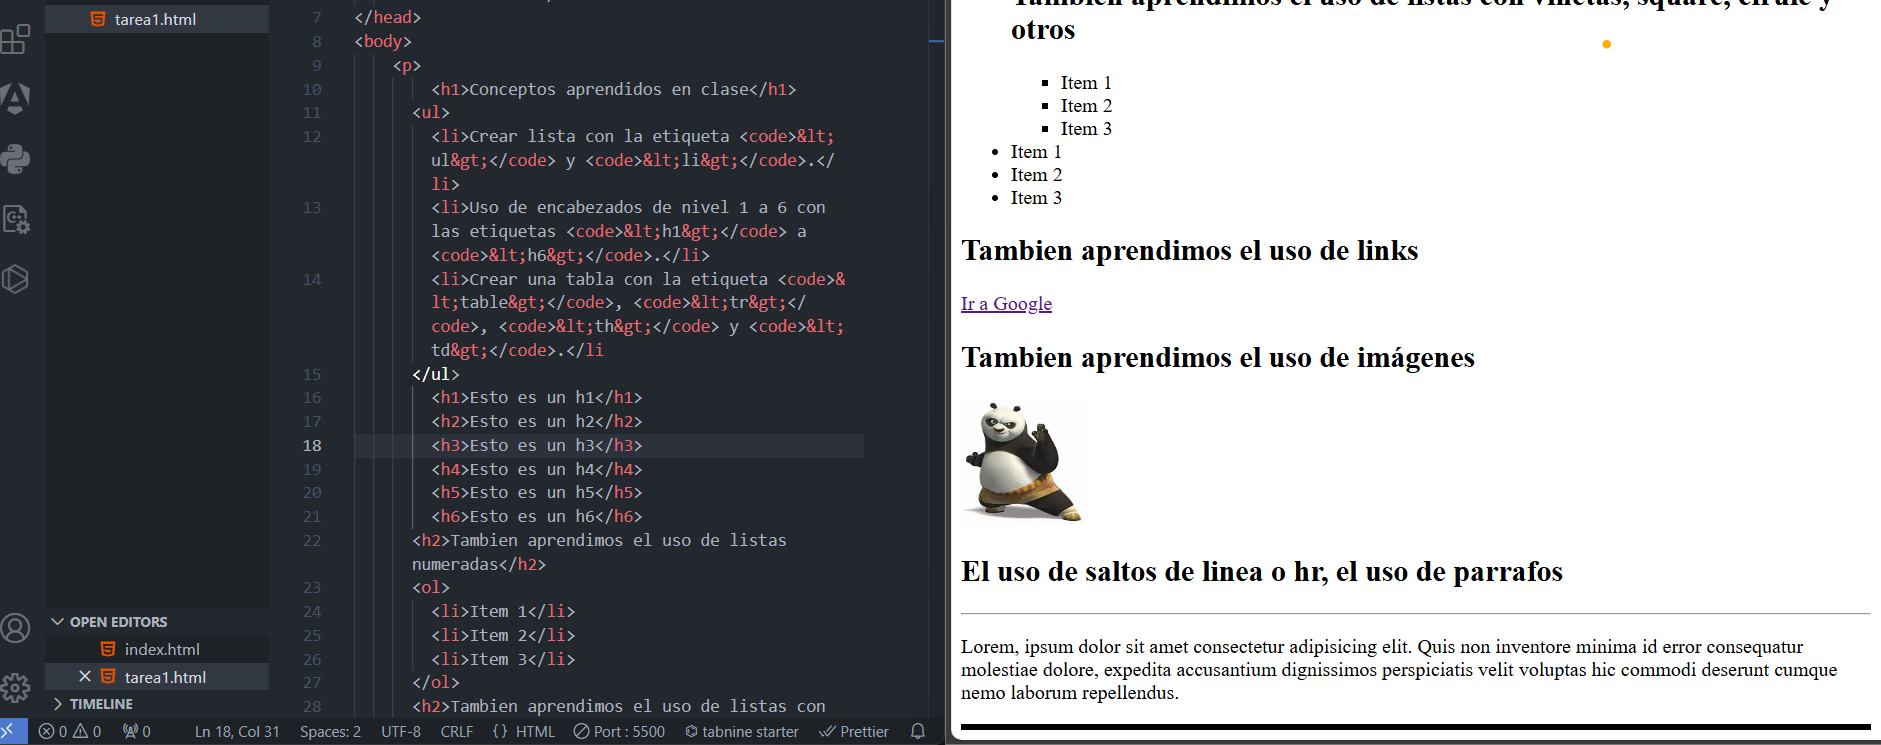 tarea1.html
OPEN EDITORS
index.html
tarea1.html
TIMELINE
7 </head>
8 <body>
9 <p>
10 <h1>Conceptos aprendidos en clase</h1>
11 <ul>
12 <li>Crear lista con la etiqueta <code>&lt;
ul&gt;</code> y <code>&lt;li&gt;</code>.</
li>
13 <li>Uso de encabezados de nivel 1 a 6 con
las etiquetas <code>&lt;h1&gt;</code> a
<code>&lt;h6&gt;</code>.</li>
14 <li>Crear una tabla con la etiqueta <code>&
lt;table&gt;</code>, <code>&lt;tr&gt;</
code>, <code>&lt;th&gt;</code> y <code>&lt;
td&gt;</code>.</li
15 </ul>
16 <h1>Esto es un h1</h1>
17 <h2>Esto es un h2</h2>
18 <h3>Esto es un h3</h3>
19 <h4>Esto es un h4</h4>
20 <h5>Esto es un h5</h5>
21 <h6>Esto es un h6</h6>
22 <h2>Tambien aprendimos el uso de listas
numeradas</h2>
23 <ol>
24 <li>Item 1</li>
25 <li>Item 2</li>
26 <li>Item 3</li>
27 </ol>
28 <h2>Tambien aprendimos el uso de listas con
0 0 0 Ln 18, Col 31 Spaces: 2 UTF-8 CRLF {} HTML Port : 5500 tabnine starter Prettier
Tambien aprendimos el uso de listas con viñetas, square, cirule y
otros
Item 1
Item 2
Item 3
Item 1
Item 2
Item 3
Tambien aprendimos el uso de links
Ir a Google
Tambien aprendimos el uso de imágenes
El uso de saltos de linea o hr, el uso de parrafos
Lorem, ipsum dolor sit amet consectetur adipisicing elit. Quis non inventore minima id error consequatur
molestiae dolore, expedita accusantium dignissimos perspiciatis velit voluptas hic commodi deserunt cumque
nemo laborum repellendus.